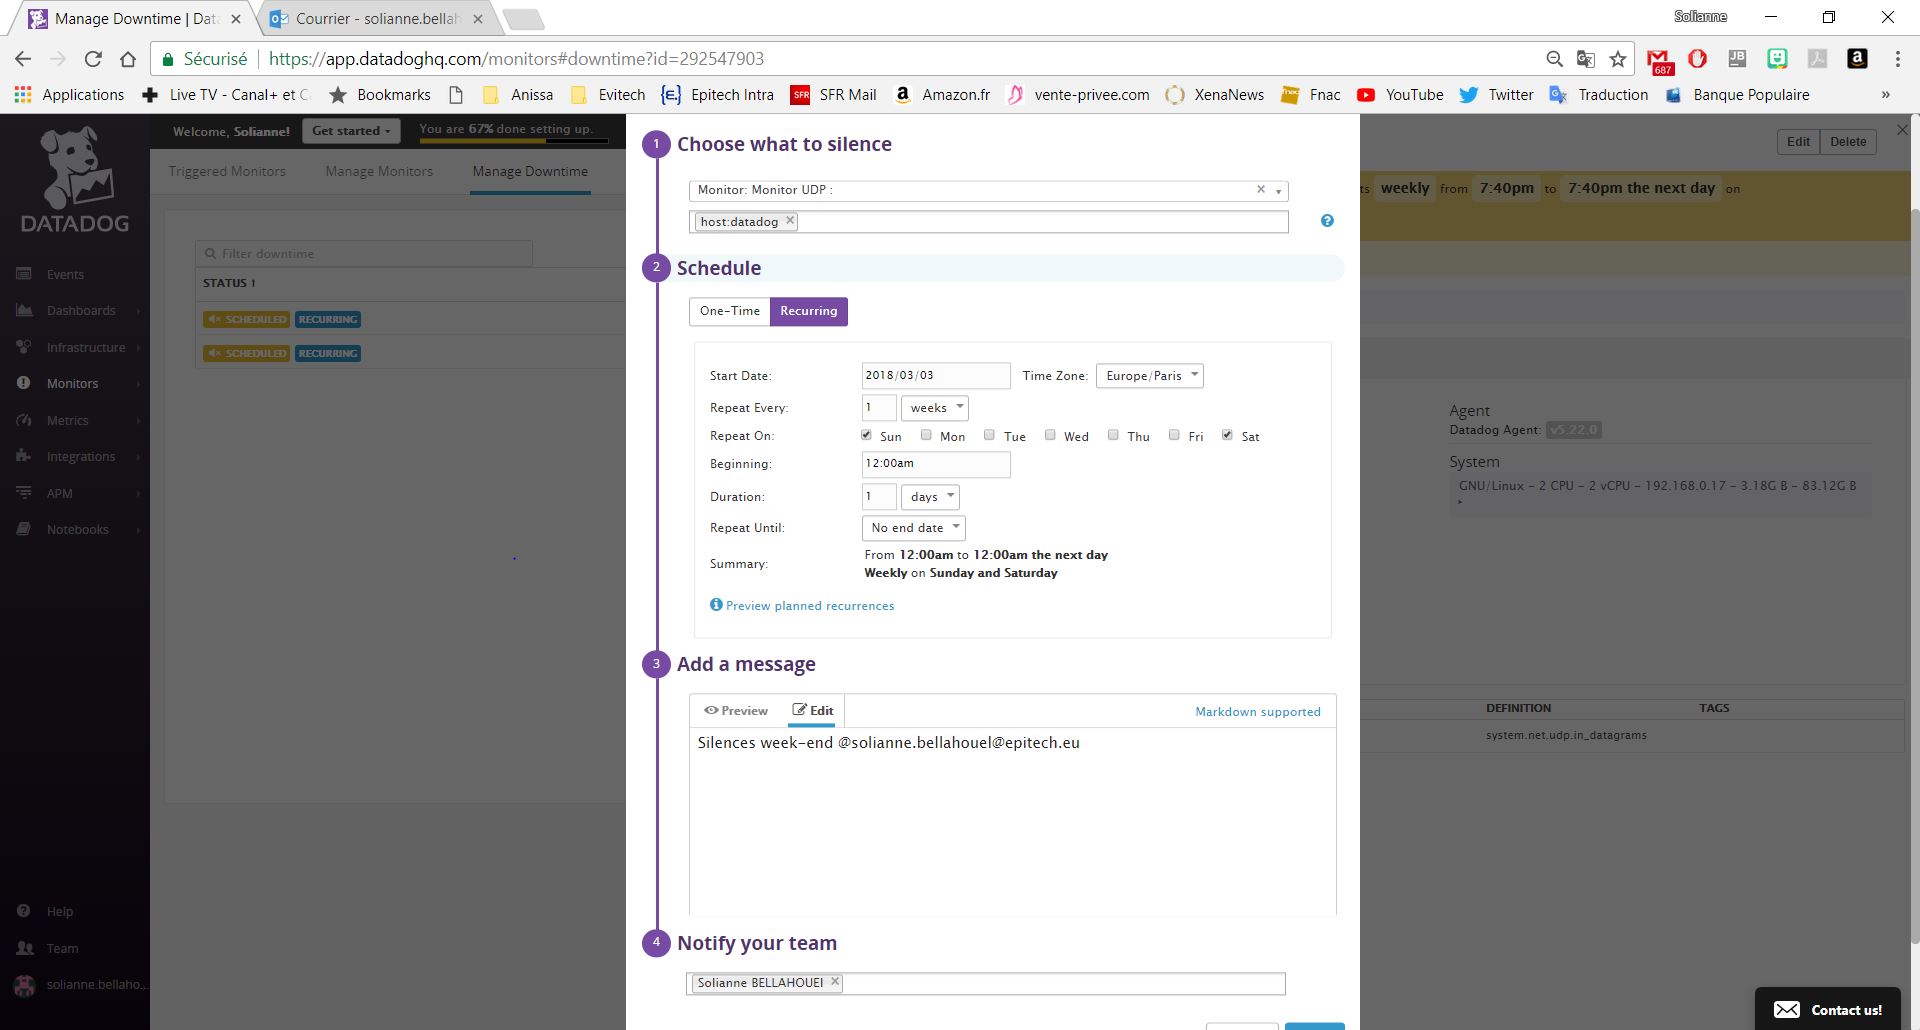 Manage Downtime | Dat
Courrier - solianne.bellah
Solianne
Sécurisé
https://app.datadoghq.com/monitors#downtime?id=292547903
687
JB
Applications
Live TV - Canal+ et C
Bookmarks
Anissa
Evitech
{E.}
Epitech Intra
SFR
SFR Mail
Amazon.fr
vente-privee.com
XenaNews
Fnac
YouTube
Twitter
Traduction
Banque Populaire
»
DATADOG
Welcome, Solianne!
Get started
You are 67% done setting up.
Triggered Monitors
Manage Monitors
Manage Downtime
Filter downtime
STATUS
SCHEDULED RECURRING
SCHEDULED RECURRING
Events
Dashboards
Infrastructure
Monitors
Metrics
Integrations
APM
Notebooks
Help
Team
solianne.bellaho...
1 Choose what to silence
Monitor: Monitor UDP :
host:datadog
2 Schedule
One-Time Recurring
Start Date: 2018/03/03 Time Zone: Europe/Paris
Repeat Every: 1 weeks
Repeat On: Sun Mon Tue Wed Thu Fri Sat
Beginning: 12:00am
Duration: 1 days
Repeat Until: No end date
Summary: From 12:00am to 12:00am the next day
Weekly on Sunday and Saturday
Preview planned recurrences
3 Add a message
Preview Edit Markdown supported
Silences week-end @solianne.bellahouel@epitech.eu
4 Notify your team
Solianne BELLAHOUEl
Edit Delete
ts weekly from 7:40pm to 7:40pm the next day on
Agent
Datadog Agent: v5.22.0
System
GNU/Linux - 2 CPU - 2 vCPU - 192.168.0.17 - 3.18G B - 83.12G B
DEFINITION TAGS
system.net.udp.in_datagrams
Contact us!